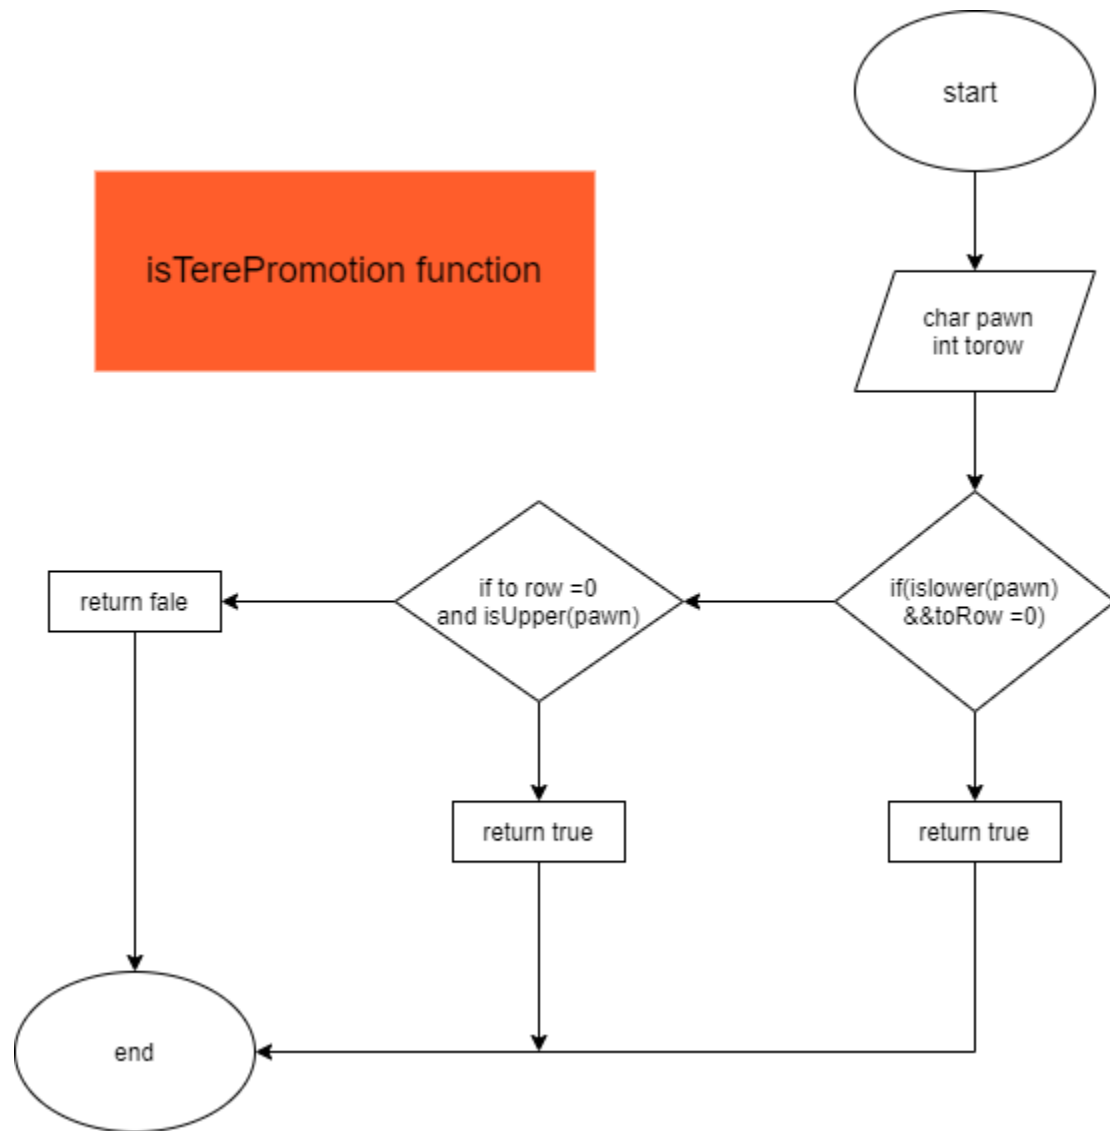 start
isTerePromotion function
char pawn
int torow
if(islower(pawn)
&&toRow =0)
if to row =0
and isUpper(pawn)
return fale
return true
return true
end